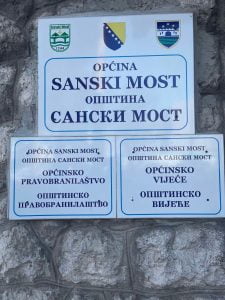 OPĆINA
SANSKI MOST
ОПШТИНА
САНСКИ МОСТ
OPĆINA SANSKI MOST
ОПШТИНА САНСКИ МОСТ
OPĆINSKO
PRAVOBRANILAŠTVO
ОПШТИНСКО
ПРАВОБРАНИЛАШТВО
OPĆINA SANSKI MOST
ОПШТИНА САНСКИ МОСТ
OPĆINSKO
VIJEĆE
ОПШТИНСКО
ВИЈЕЋЕ